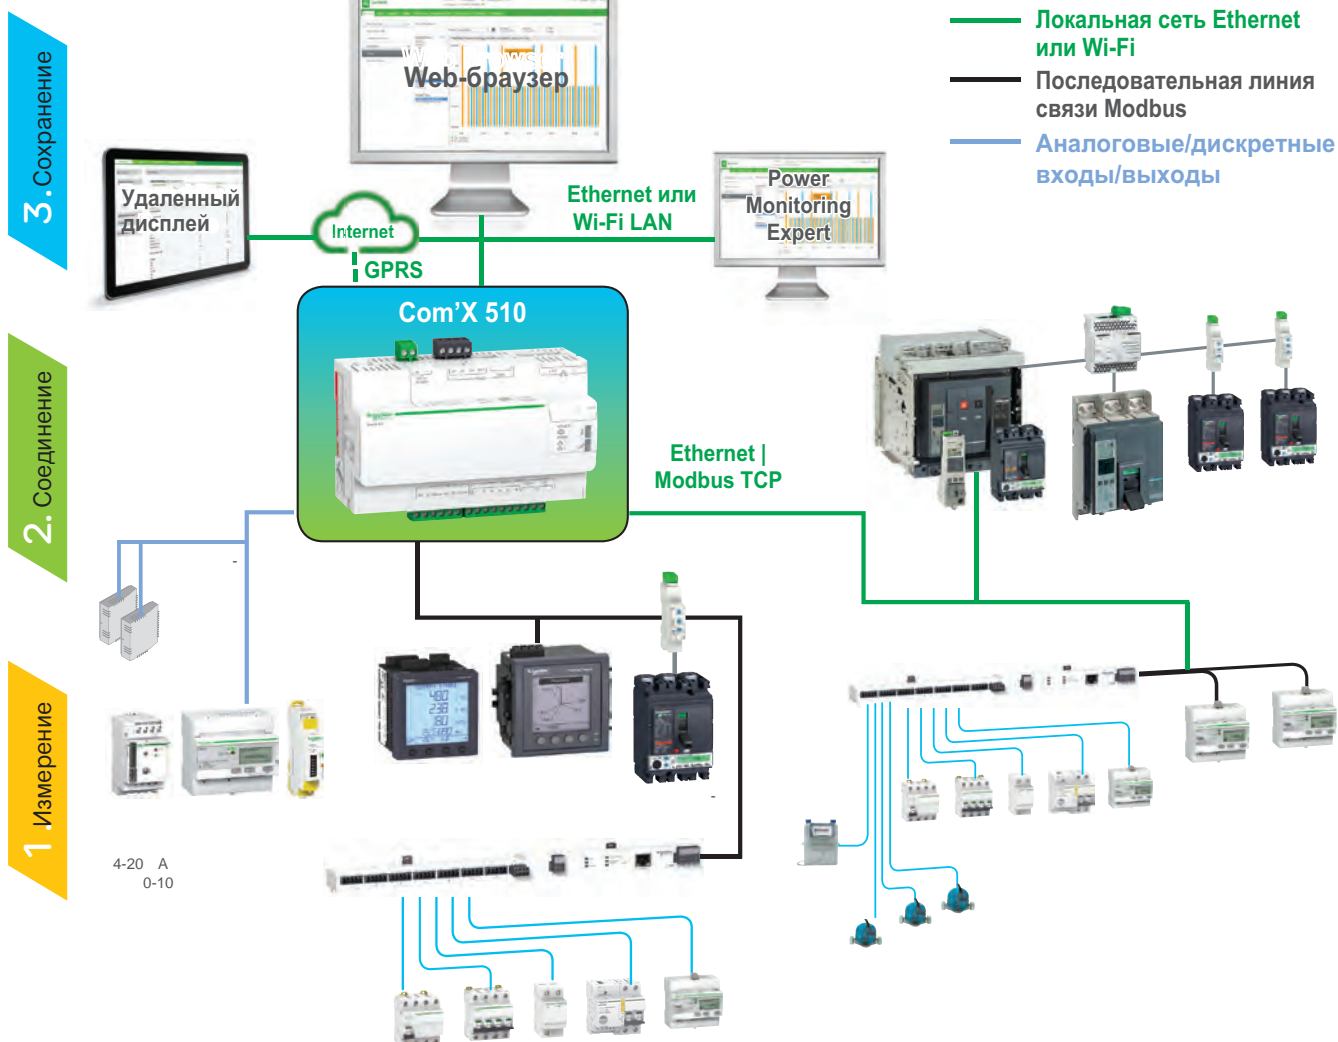 Локальная сеть Ethernet
или Wi-Fi
Последовательная линия
связи Modbus
Аналоговые/дискретные
входы/выходы
3. Сохранение
Web-браузер
Удаленный
дисплей
Internet
GPRS
Ethernet или
Wi-Fi LAN
Power
Monitoring
Expert
2. Соединение
Com’X 510
Ethernet |
Modbus TCP
-
1.Измерение
-
4-20 А
0-10